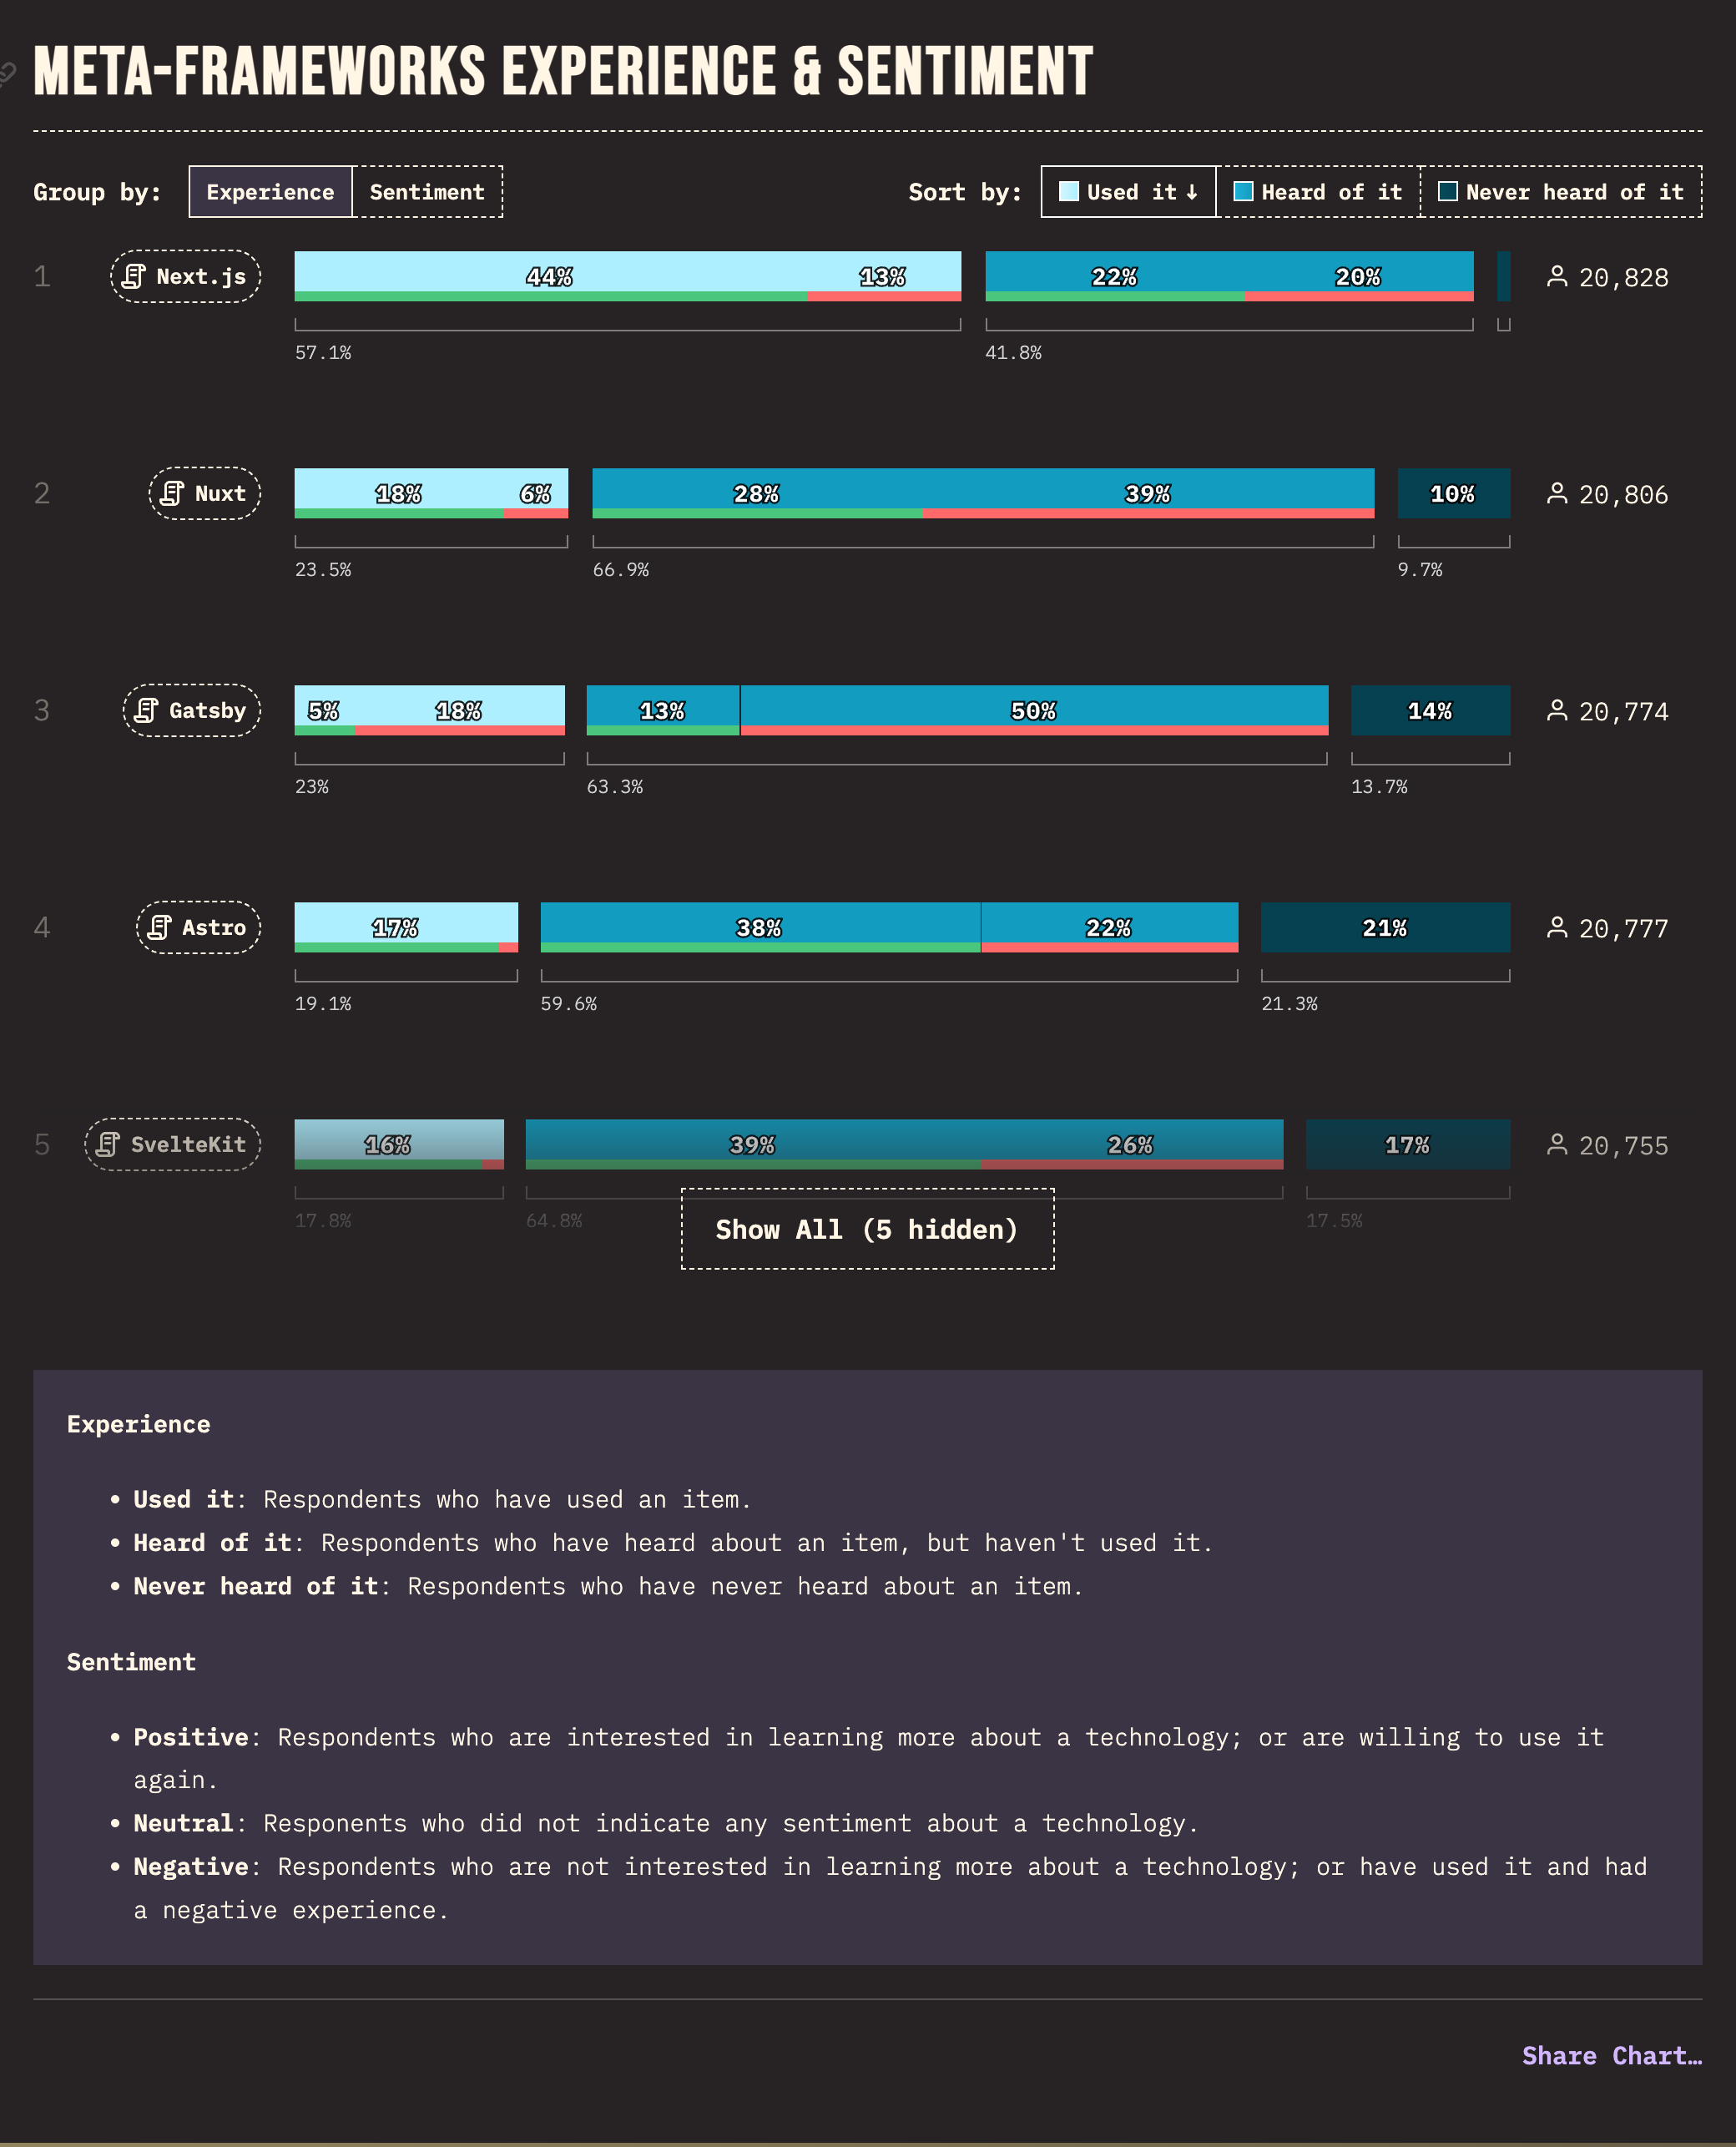 META-FRAMEWORKS EXPERIENCE & SENTIMENT
Group by: Experience Sentiment Sort by: Used it ↓ Heard of it Never heard of it
1 Next.js 44% 13% 22% 20% 20,828
57.1% 41.8%
2 Nuxt 18% 6% 28% 39% 10% 20,806
23.5% 66.9% 9.7%
3 Gatsby 5% 18% 13% 50% 14% 20,774
23% 63.3% 13.7%
4 Astro 17% 38% 22% 21% 20,777
19.1% 59.6% 21.3%
5 SvelteKit 16% 39% 26% 17% 20,755
17.8% 64.8% 17.5%
Show All (5 hidden)
Experience
• Used it: Respondents who have used an item.
• Heard of it: Respondents who have heard about an item, but haven't used it.
• Never heard of it: Respondents who have never heard about an item.
Sentiment
• Positive: Respondents who are interested in learning more about a technology; or are willing to use it
again.
• Neutral: Responents who did not indicate any sentiment about a technology.
• Negative: Respondents who are not interested in learning more about a technology; or have used it and had
a negative experience.
Share Chart…